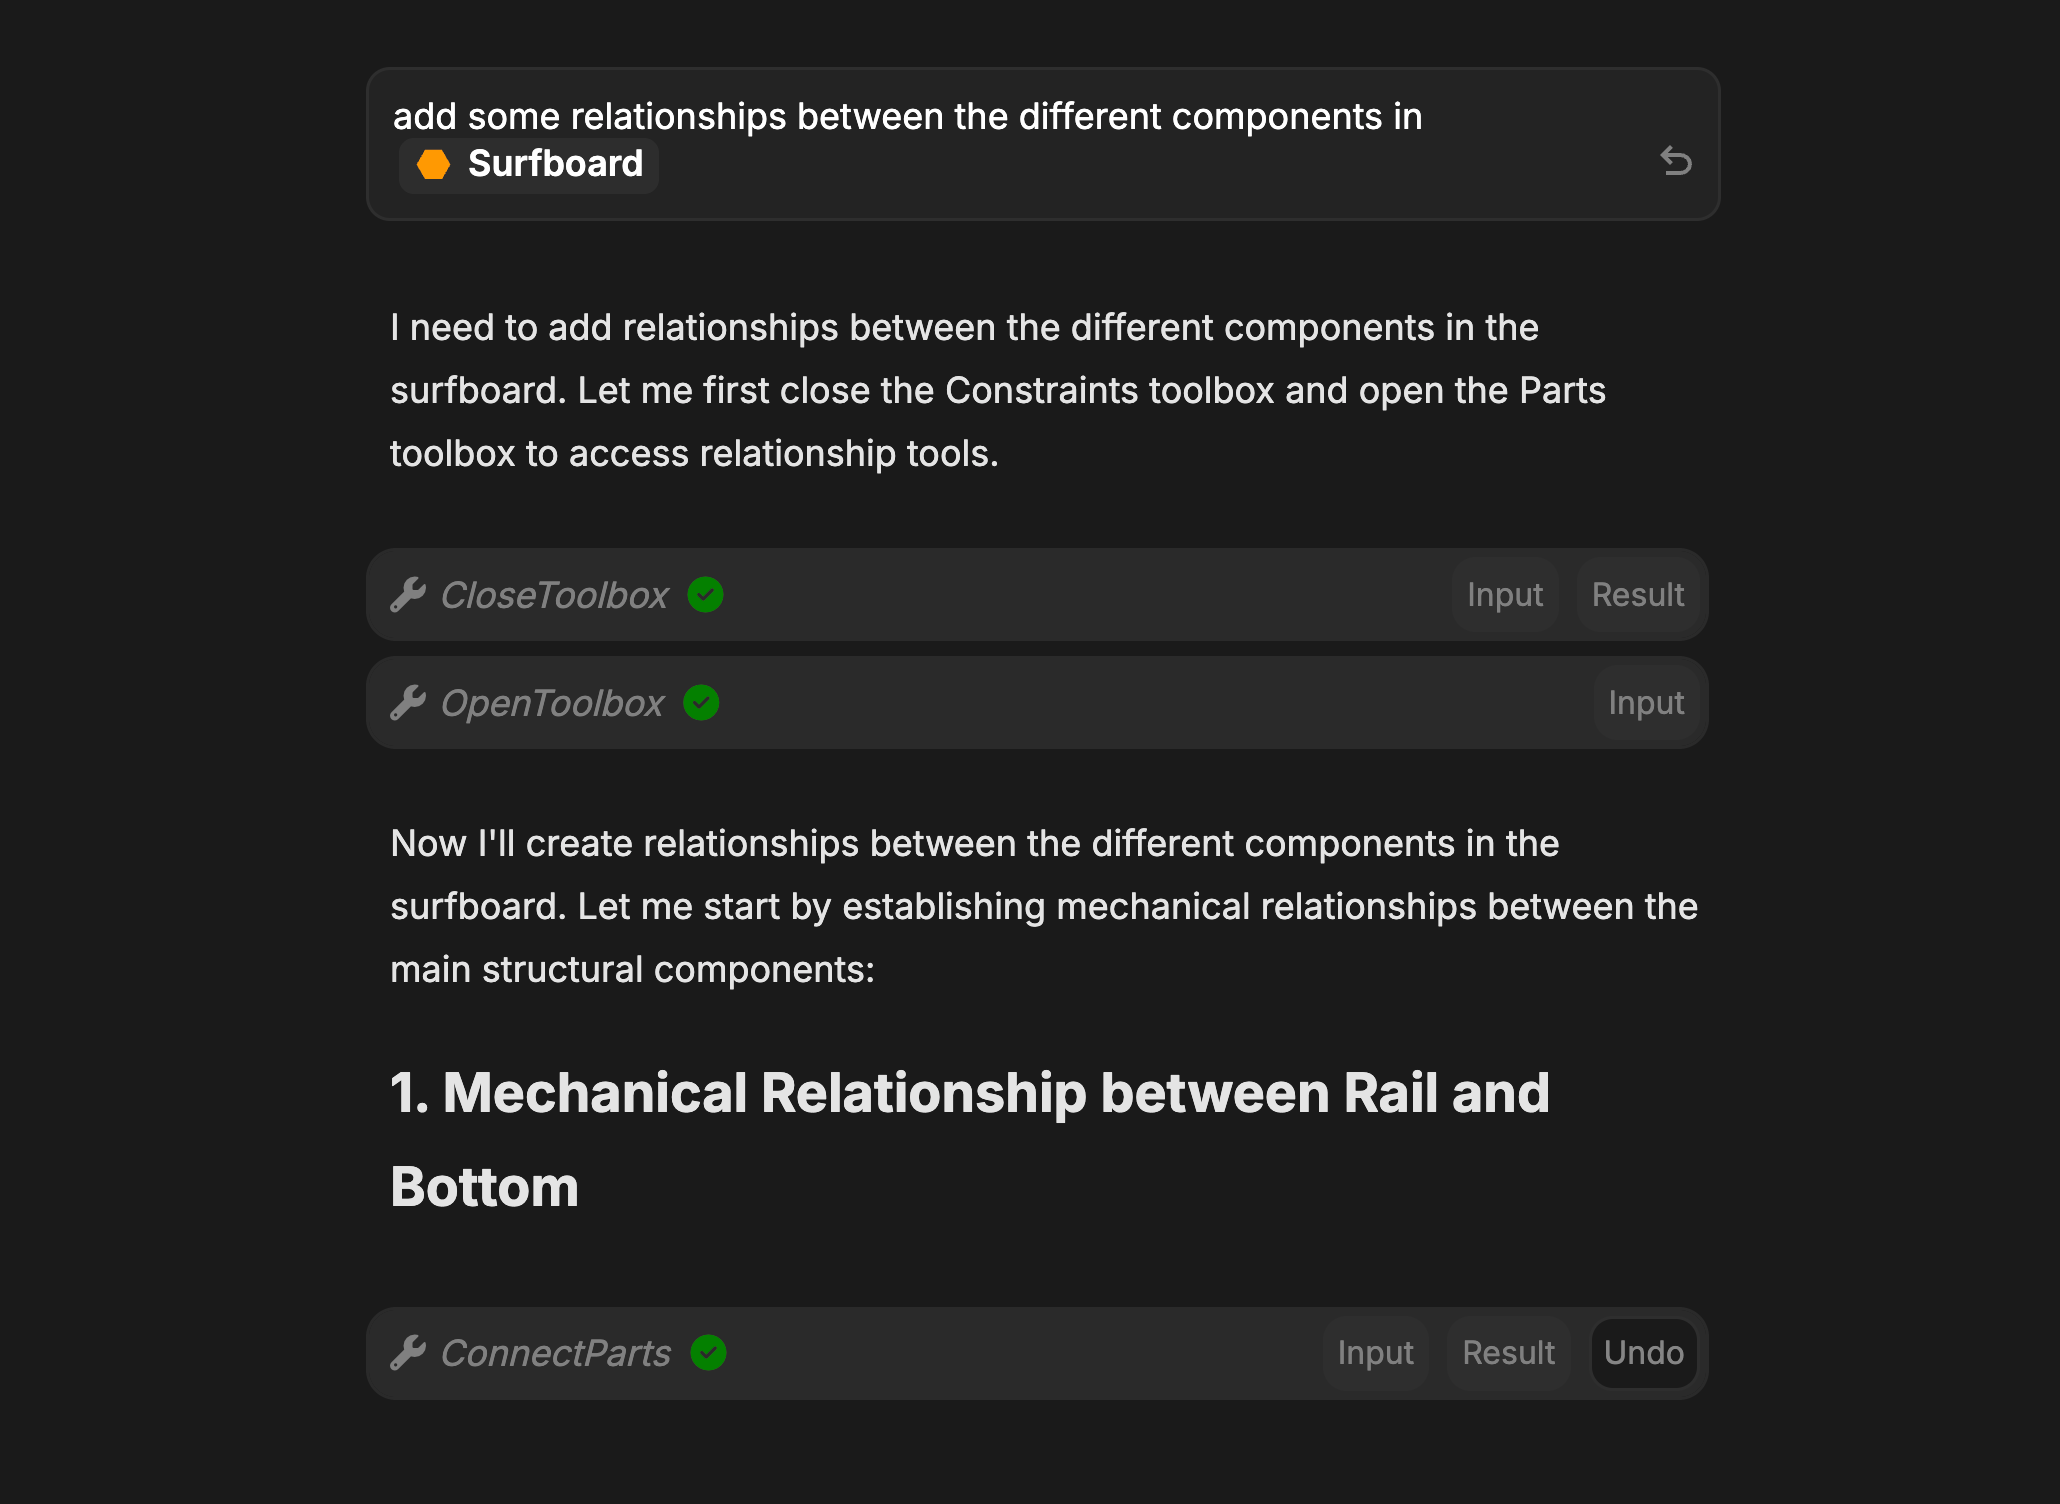 add some relationships between the different components in
Surfboard
I need to add relationships between the different components in the
surfboard. Let me first close the Constraints toolbox and open the Parts
toolbox to access relationship tools.
CloseToolbox Input Result
OpenToolbox Input
Now I'll create relationships between the different components in the
surfboard. Let me start by establishing mechanical relationships between the
main structural components:
1. Mechanical Relationship between Rail and
Bottom
ConnectParts Input Result Undo